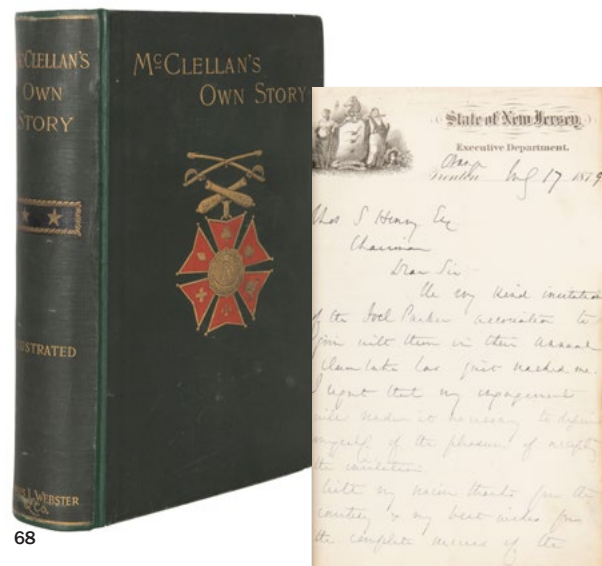 McCLELLAN'S
OWN
STORY
ILLUSTRATED
WEBSTER
& Co.
McCLELLAN'S
OWN STORY
68
State of New Jersey,
Executive Department.
Trenton Aug 17 1879
Chas S Henry Esq
Chairman
Dear Sir
The very kind invitation
of the Joel Parker association to
join with them in their annual
clam bake has just reached me.
I regret that my engagements
will render it necessary to deprive
myself of the pleasure of accepting
the invitation.
With my warm thanks for the
courtesy & my best wishes for
the complete success of the